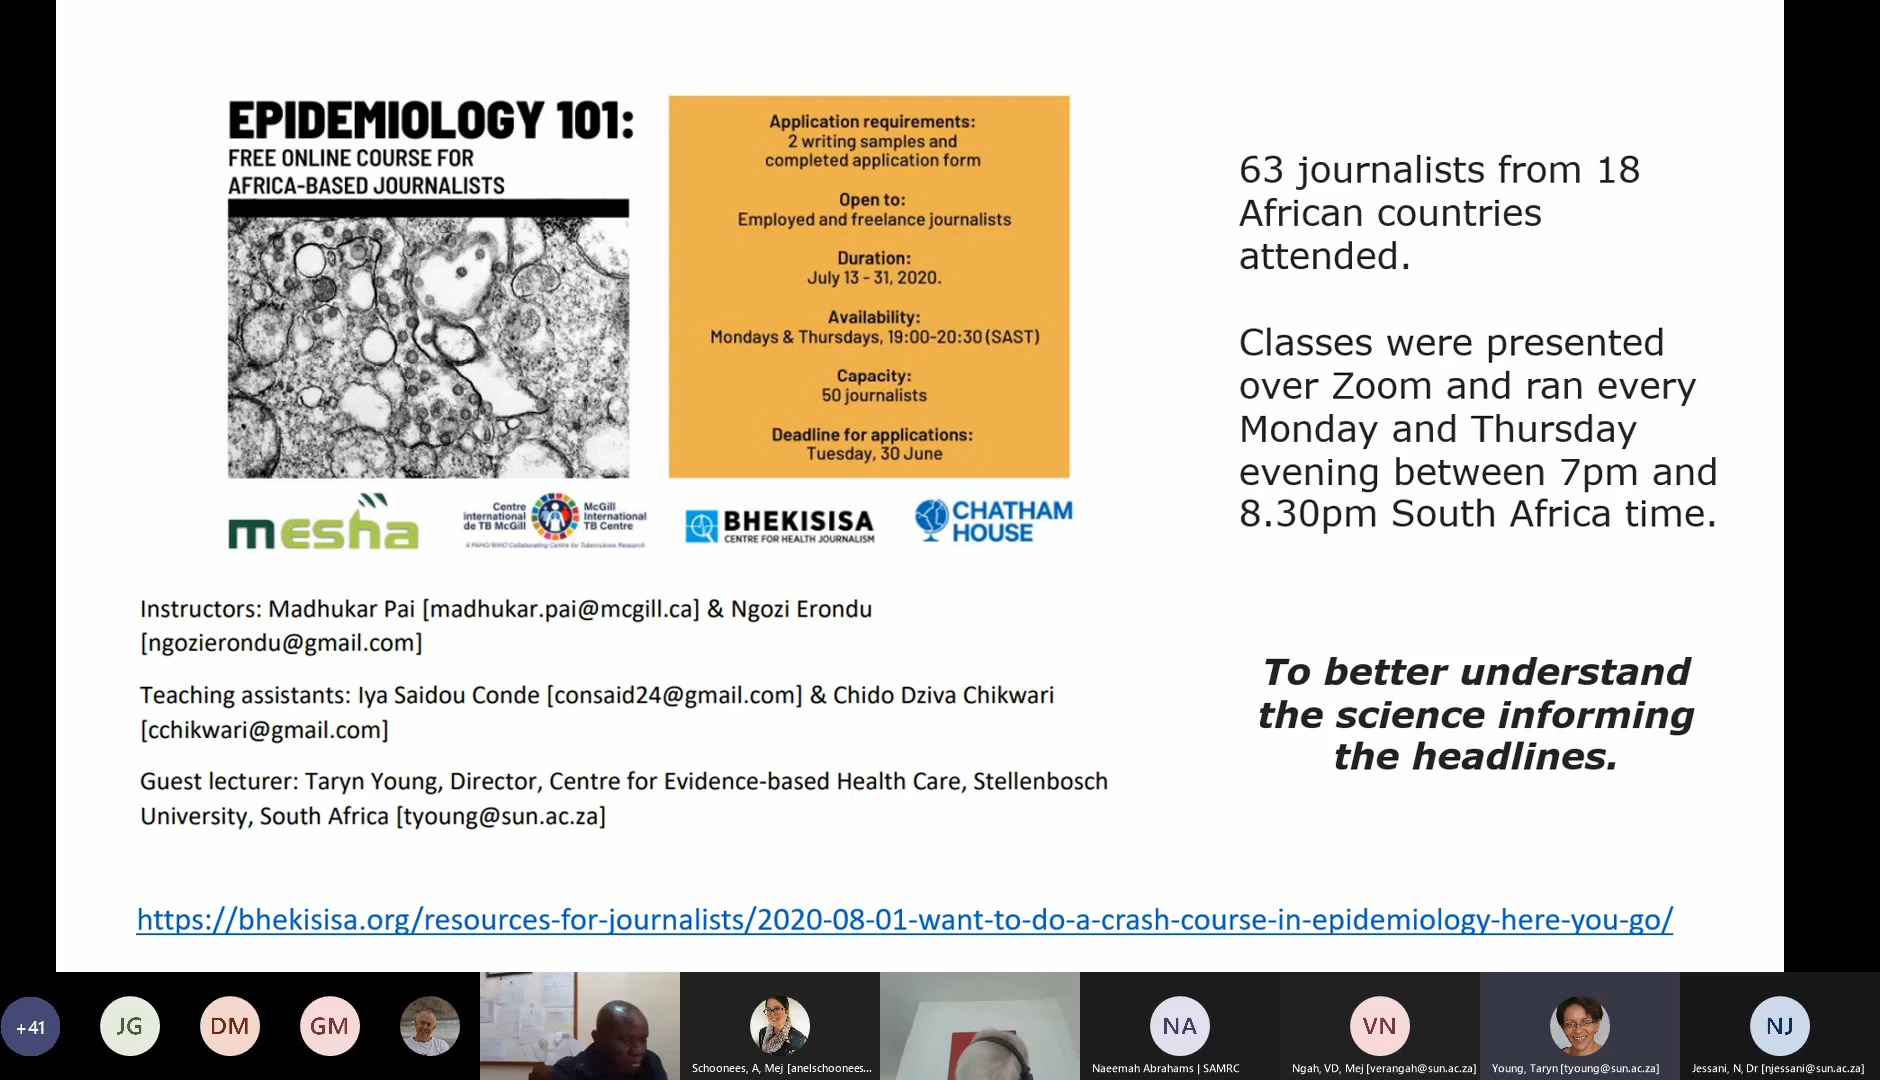 EPIDEMIOLOGY 101:
FREE ONLINE COURSE FOR
AFRICA-BASED JOURNALISTS
Application requirements:
2 writing samples and
completed application form
Open to:
Employed and freelance journalists
Duration:
July 13 - 31, 2020.
Availability:
Mondays & Thursdays, 19:00-20:30 (SAST)
Capacity:
50 journalists
Deadline for applications:
Tuesday, 30 June
mesha
Centre
international
de TB McGill
McGill
International
TB Centre
A PAHO/WHO Collaborating Centre for Tuberculosis Research
BHEKISISA
CENTRE FOR HEALTH JOURNALISM
CHATHAM
HOUSE
63 journalists from 18
African countries
attended.
Classes were presented
over Zoom and ran every
Monday and Thursday
evening between 7pm and
8.30pm South Africa time.
Instructors: Madhukar Pai [madhukar.pai@mcgill.ca] & Ngozi Erondu
[ngozierondu@gmail.com]
Teaching assistants: Iya Saidou Conde [consaid24@gmail.com] & Chido Dziva Chikwari
[cchikwari@gmail.com]
Guest lecturer: Taryn Young, Director, Centre for Evidence-based Health Care, Stellenbosch
University, South Africa [tyoung@sun.ac.za]
To better understand
the science informing
the headlines.
https://bhekisisa.org/resources-for-journalists/2020-08-01-want-to-do-a-crash-course-in-epidemiology-here-you-go/
+41
JG
DM
GM
Schoonees, A, Mej [anelschoonees...
NA
Naeemah Abrahams | SAMRC
VN
Ngah, VD, Mej [verangah@sun.ac.za]
Young, Taryn [tyoung@sun.ac.za]
NJ
Jessani, N, Dr [njessani@sun.ac.za]